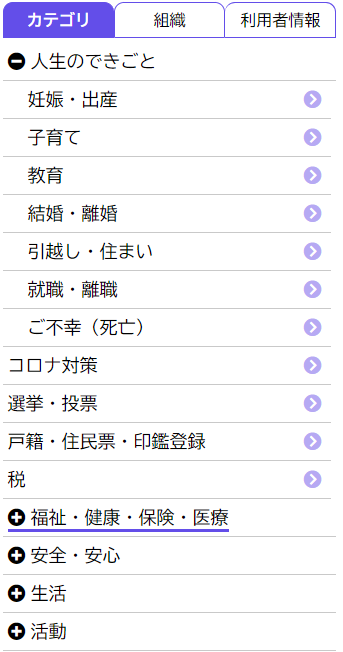 カテゴリ 組織 利用者情報
人生のできごと
妊娠・出産
子育て
教育
結婚・離婚
引越し・住まい
就職・離職
ご不幸（死亡）
コロナ対策
選挙・投票
戸籍・住民票・印鑑登録
税
福祉・健康・保険・医療
安全・安心
生活
活動